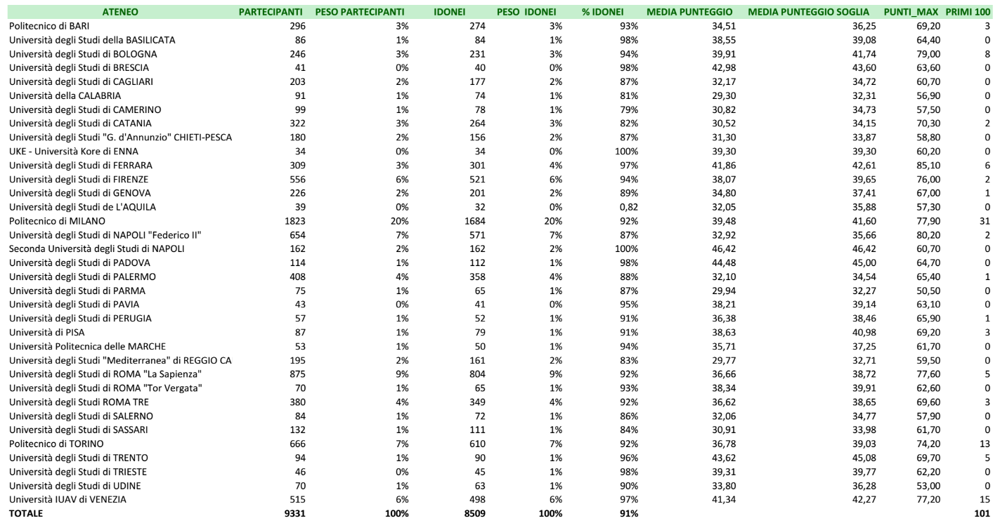 ATENEO PARTECIPANTI PESO PARTECIPANTI IDONEI PESO IDONEI % IDONEI MEDIA PUNTEGGIO MEDIA PUNTEGGIO SOGLIA PUNTI_MAX PRIMI 100
Politecnico di BARI 296 3% 274 3% 93% 34,51 36,25 69,20 3
Università degli Studi della BASILICATA 86 1% 84 1% 98% 38,55 39,08 64,40 0
Università degli Studi di BOLOGNA 246 3% 231 3% 94% 39,91 41,74 79,00 8
Università degli Studi di BRESCIA 41 0% 40 0% 98% 42,98 43,60 63,60 0
Università degli Studi di CAGLIARI 203 2% 177 2% 87% 32,17 34,72 60,70 0
Università della CALABRIA 91 1% 74 1% 81% 29,30 32,31 56,90 0
Università degli Studi di CAMERINO 99 1% 78 1% 79% 30,82 34,73 57,50 0
Università degli Studi di CATANIA 322 3% 264 3% 82% 30,52 34,15 70,30 2
Università degli Studi "G. d'Annunzio" CHIETI-PESCA 180 2% 156 2% 87% 31,30 33,87 58,80 0
UKE - Università Kore di ENNA 34 0% 34 0% 100% 39,30 39,30 60,20 0
Università degli Studi di FERRARA 309 3% 301 4% 97% 41,86 42,61 85,10 6
Università degli Studi di FIRENZE 556 6% 521 6% 94% 38,07 39,65 76,00 2
Università degli Studi di GENOVA 226 2% 201 2% 89% 34,80 37,41 67,00 1
Università degli Studi de L'AQUILA 39 0% 32 0% 0,82 32,05 35,88 57,30 0
Politecnico di MILANO 1823 20% 1684 20% 92% 39,48 41,60 77,90 31
Università degli Studi di NAPOLI "Federico II" 654 7% 571 7% 87% 32,92 35,66 80,20 2
Seconda Università degli Studi di NAPOLI 162 2% 162 2% 100% 46,42 46,42 60,70 0
Università degli Studi di PADOVA 114 1% 112 1% 98% 44,48 45,00 64,70 0
Università degli Studi di PALERMO 408 4% 358 4% 88% 32,10 34,54 65,40 1
Università degli Studi di PARMA 75 1% 65 1% 87% 29,94 32,27 50,50 0
Università degli Studi di PAVIA 43 0% 41 0% 95% 38,21 39,14 63,10 0
Università degli Studi di PERUGIA 57 1% 52 1% 91% 36,38 38,46 65,90 1
Università di PISA 87 1% 79 1% 91% 38,63 40,98 69,20 3
Università Politecnica delle MARCHE 53 1% 50 1% 94% 35,71 37,25 61,70 0
Università degli Studi "Mediterranea" di REGGIO CA 195 2% 161 2% 83% 29,77 32,71 59,50 0
Università degli Studi di ROMA "La Sapienza" 875 9% 804 9% 92% 36,66 38,72 77,60 5
Università degli Studi di ROMA "Tor Vergata" 70 1% 65 1% 93% 38,34 39,91 62,60 0
Università degli Studi ROMA TRE 380 4% 349 4% 92% 36,62 38,65 69,60 3
Università degli Studi di SALERNO 84 1% 72 1% 86% 32,06 34,77 57,90 0
Università degli Studi di SASSARI 132 1% 111 1% 84% 30,91 33,98 61,70 0
Politecnico di TORINO 666 7% 610 7% 92% 36,78 39,03 74,20 13
Università degli Studi di TRENTO 94 1% 90 1% 96% 43,62 45,08 69,70 5
Università degli Studi di TRIESTE 46 0% 45 1% 98% 39,31 39,77 62,20 0
Università degli Studi di UDINE 70 1% 63 1% 90% 33,80 36,28 53,00 0
Università IUAV di VENEZIA 515 6% 498 6% 97% 41,34 42,27 77,20 15
TOTALE 9331 100% 8509 100% 91% 101